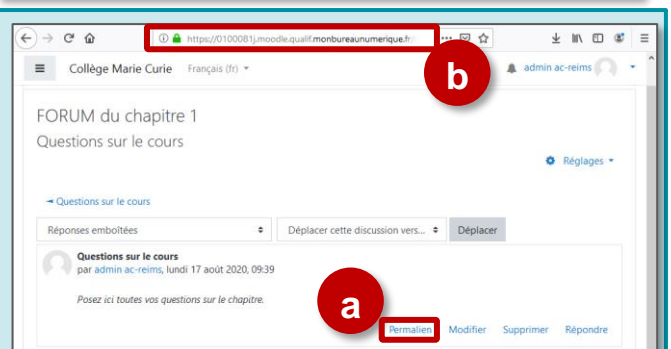 https://0100081j.moodle.qualif.monbureaunumerique.fr/
b
Collège Marie Curie Français (fr)
admin ac-reims
FORUM du chapitre 1
Questions sur le cours
Réglages
Questions sur le cours
Réponses emboîtées
Déplacer cette discussion vers...
Déplacer
Questions sur le cours
par admin ac-reims, lundi 17 août 2020, 09:39
Posez ici toutes vos questions sur le chapitre.
a
Permalien Modifier Supprimer Répondre